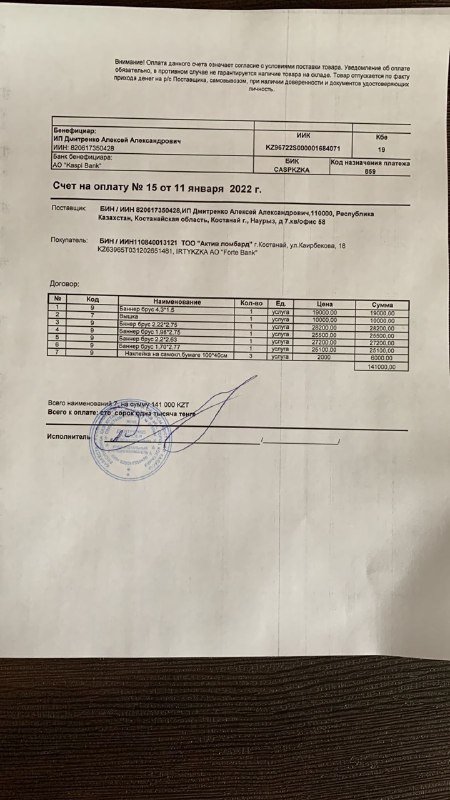 Внимание! Оплата данного счета означает согласие с условиями поставки товара. Уведомление об оплате
обязательно, в противном случае не гарантируется наличие товара на складе. Товар отпускается по факту
прихода денег на р/с Поставщика, самовывозом, при наличии доверенности и документов удостоверяющих
личность.
Бенефициар: ИИК Кбе
ИП Дмитренко Алексей Александрович
ИИН: 820617350428 KZ96722S000001684071 19
Банк бенефициара: БИК Код назначения платежа
АО "Kaspi Bank" CASPKZKA 859
Счет на оплату № 15 от 11 января 2022 г.
Поставщик: БИН / ИИН 820617350428,ИП Дмитренко Алексей Александрович,110000, Республика
Казахстан, Костанайская область, Костанай г., Наурыз, д 7,кв/офис 58
Покупатель: БИН / ИИН110840013121 ТОО "Актив ломбард" г.Костанай, ул.Каирбекова, 16
KZ63965T031202651481, IRTYKZKA АО "Forte Bank"
Договор:
№ Код Наименование Кол-во Ед. Цена Сумма
1 9 Баннер брус 4,3*1,5 1 услуга 19000,00 19000,00
2 7 Вышка 1 услуга 10000,00 10000,00
3 9 Баннер брус 2,22*2,75 1 услуга 28200,00 28200,00
4 9 Баннер брус 1,98*2,75 1 услуга 25500,00 25500,00
5 9 Баннер брус 2,2*2,63 1 услуга 27200,00 27200,00
6 9 Баннер брус 1,70*2,77 1 услуга 25100,00
7 9 Наклейка на самокл,бумаге 100*40см 3 услуга 2000 6000,00
141000,00
Всего наименований 7, на сумму 141 000 KZT
Всего к оплате: сто сорок одна тысяча тенге
Исполнитель